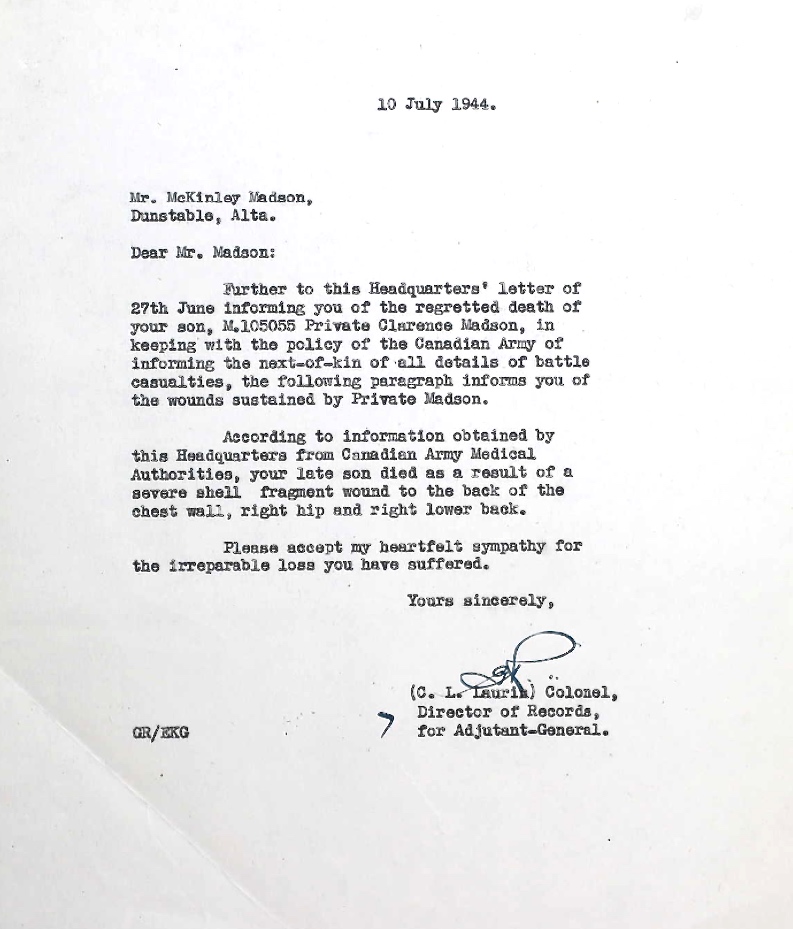 10 July 1944.
Mr. McKinley Madson,
Dunstable, Alta.
Dear Mr. Madson:
Further to this Headquarters' letter of
27th June informing you of the regretted death of
your son, M.105055 Private Clarence Madson, in
keeping with the policy of the Canadian Army of
informing the next-of-kin of all details of battle
casualties, the following paragraph informs you of
the wounds sustained by Private Madson.
According to information obtained by
this Headquarters from Canadian Army Medical
Authorities, your late son died as a result of a
severe shell fragment wound to the back of the
chest wall, right hip and right lower back.
Please accept my heartfelt sympathy for
the irreparable loss you have suffered.
Yours sincerely,
(C. L. Laurin) Colonel,
Director of Records,
for Adjutant-General.
GR/EKG